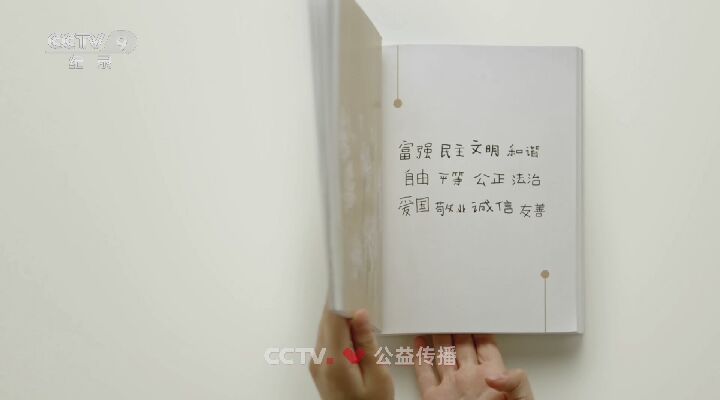 CCTV 9
纪录
富强 民主 文明 和谐
自由 平等 公正 法治
爱国 敬业 诚信 友善
CCTV. 公益传播